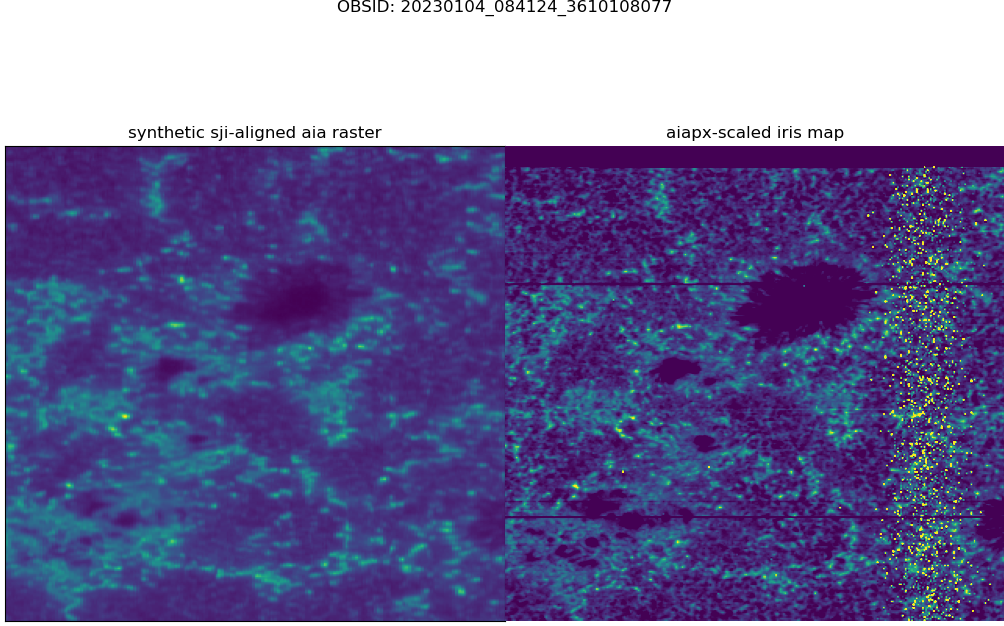 OBSID: 20230104_084124_3610108077
synthetic sji-aligned aia raster
aiapx-scaled iris map